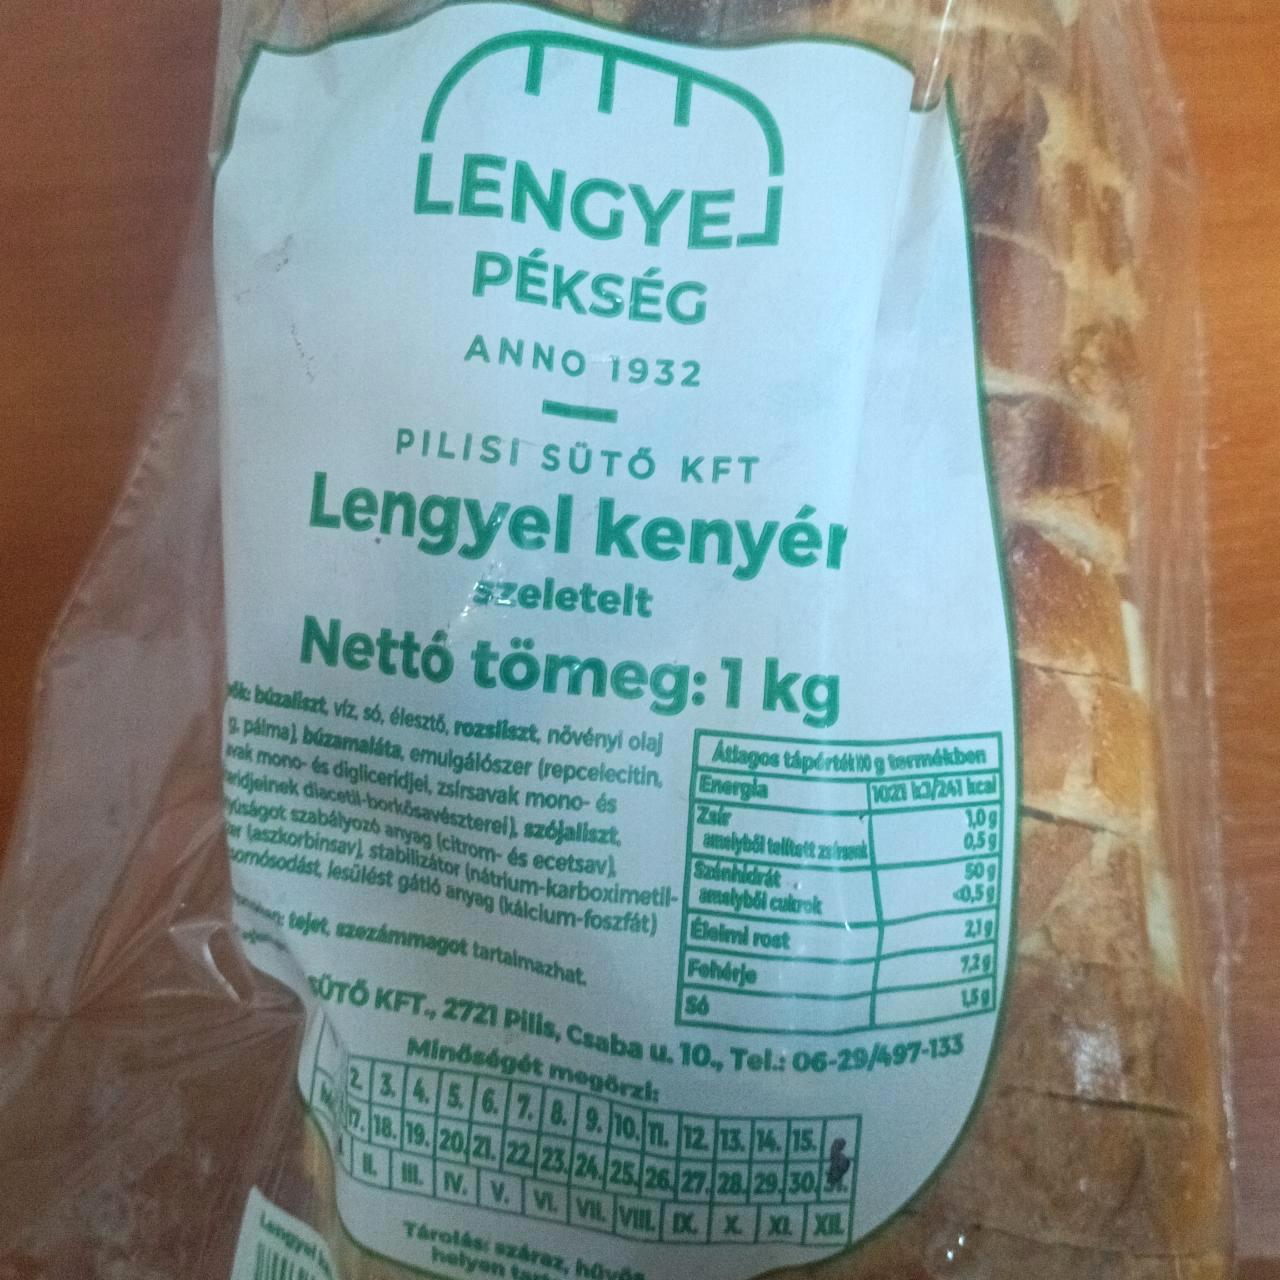 LENGYEL
PÉKSÉG
ANNO 1932
PILISI SÜTŐ KFT
Lengyel kenyér
szeletelt
Nettó tömeg: 1 kg
búzaliszt, víz, só, élesztő, rozsliszt, növényi olaj
pálma), búzamaláta, emulgálószer (repcelecitin,
mono- és digliceridjei, zsírsavak mono- és
diacetil-borkősavészterei), szójaliszt,
szabályozó anyag (citrom- és ecetsav),
(aszkorbinsav), stabilizátor (nátrium-karboximetil-
lesülést gátló anyag (kálcium-foszfát)
tejet, szezámmagot tartalmazhat.
Átlagos tápérték 100 g termékben
Energia 1021 kJ/241 kcal
Zsír 1,0 g
amelyből telített zsírsavak 0,5 g
Szénhidrát 50 g
amelyből cukrok <0,5 g
Élelmi rost 2,1 g
Fehérje 7,2 g
Só 1,5 g
SÜTŐ KFT., 2721 Pilis, Csaba u. 10., Tel.: 06-29/497-133
Minőségét megőrzi:
2. 3. 4. 5. 6. 7. 8. 9. 10. 11. 12. 13. 14. 15.
17. 18. 19. 20. 21. 22. 23. 24. 25. 26. 27. 28. 29. 30. 31.
II. III. IV. V. VI. VII. VIII. IX. X. XI. XII.
Tárolás: száraz, hűvös
helyen
Lengyel